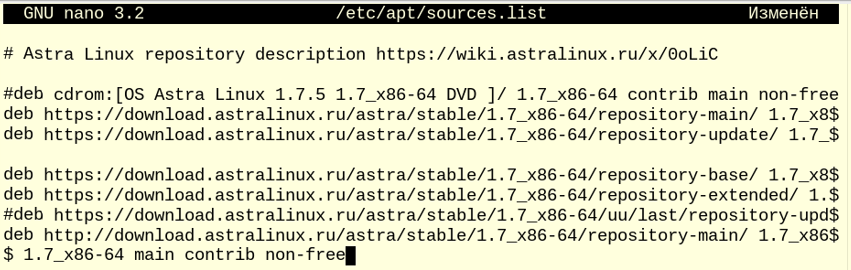 GNU nano 3.2 /etc/apt/sources.list Изменён
# Astra Linux repository description https://wiki.astralinux.ru/x/0oLiC
#deb cdrom:[OS Astra Linux 1.7.5 1.7_x86-64 DVD ]/ 1.7_x86-64 contrib main non-free
deb https://download.astralinux.ru/astra/stable/1.7_x86-64/repository-main/ 1.7_x8$
deb https://download.astralinux.ru/astra/stable/1.7_x86-64/repository-update/ 1.7_$
deb https://download.astralinux.ru/astra/stable/1.7_x86-64/repository-base/ 1.7_x8$
deb https://download.astralinux.ru/astra/stable/1.7_x86-64/repository-extended/ 1.$
#deb https://download.astralinux.ru/astra/stable/1.7_x86-64/uu/last/repository-upd$
deb http://download.astralinux.ru/astra/stable/1.7_x86-64/repository-main/ 1.7_x86$
$ 1.7_x86-64 main contrib non-free